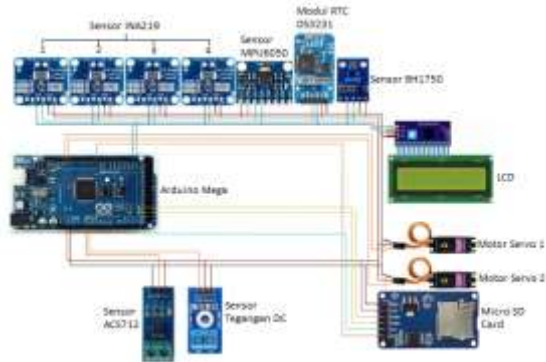 Sensor INA219
1 2 3 4
Sensor
MPU6050
Modul RTC
DS3231
Sensor BH1750
LCD
Arduino Mega
Motor Servo 1
Motor Servo 2
Sensor
ACS712
Sensor
Tegangan DC
Micro SD
Card